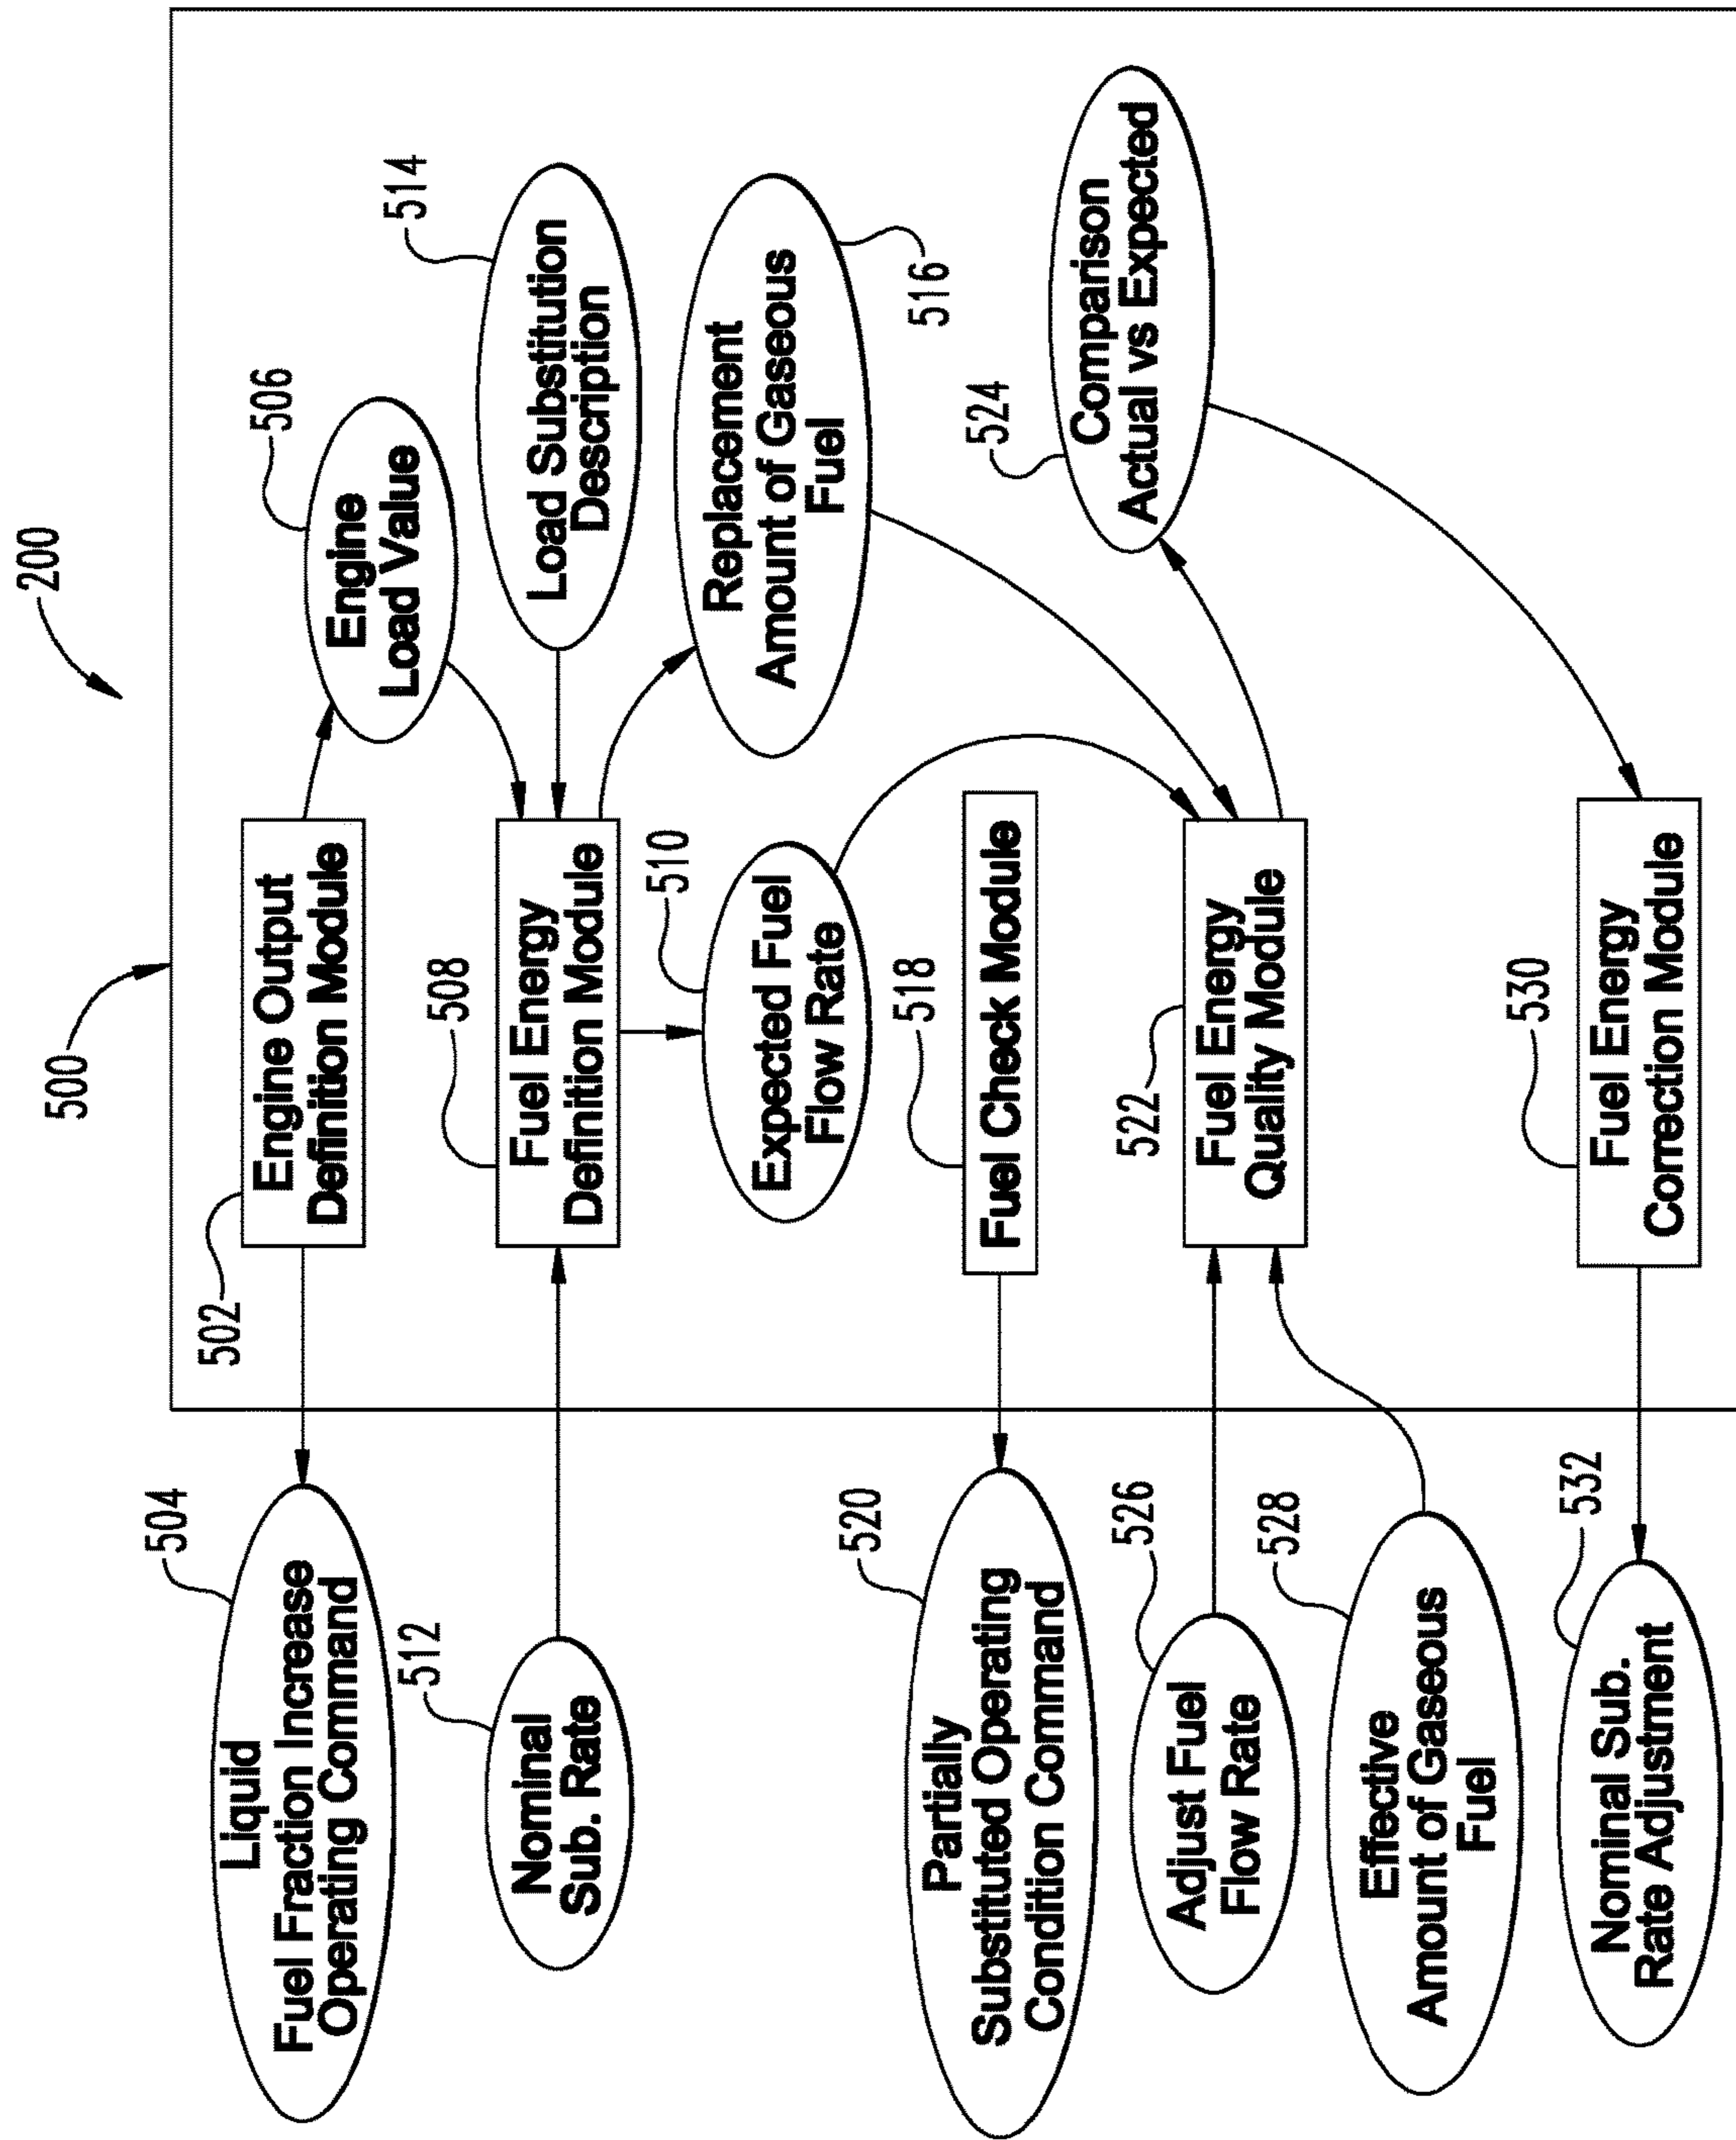 200
500
502
Engine Output
Definition Module
504
Liquid
Fuel Fraction Increase
Operating Command
506
Engine
Load Value
508
Fuel Energy
Definition Module
512
Nominal
Sub. Rate
514
Load Substitution
Description
510
Expected Fuel
Flow Rate
Replacement
Amount of Gaseous
Fuel
516
518
Fuel Check Module
520
Partially
Substituted Operating
Condition Command
522
Fuel Energy
Quality Module
524
Comparison
Actual vs Expected
526
Adjust Fuel
Flow Rate
528
Effective
Amount of Gaseous
Fuel
530
Fuel Energy
Correction Module
532
Nominal Sub.
Rate Adjustment